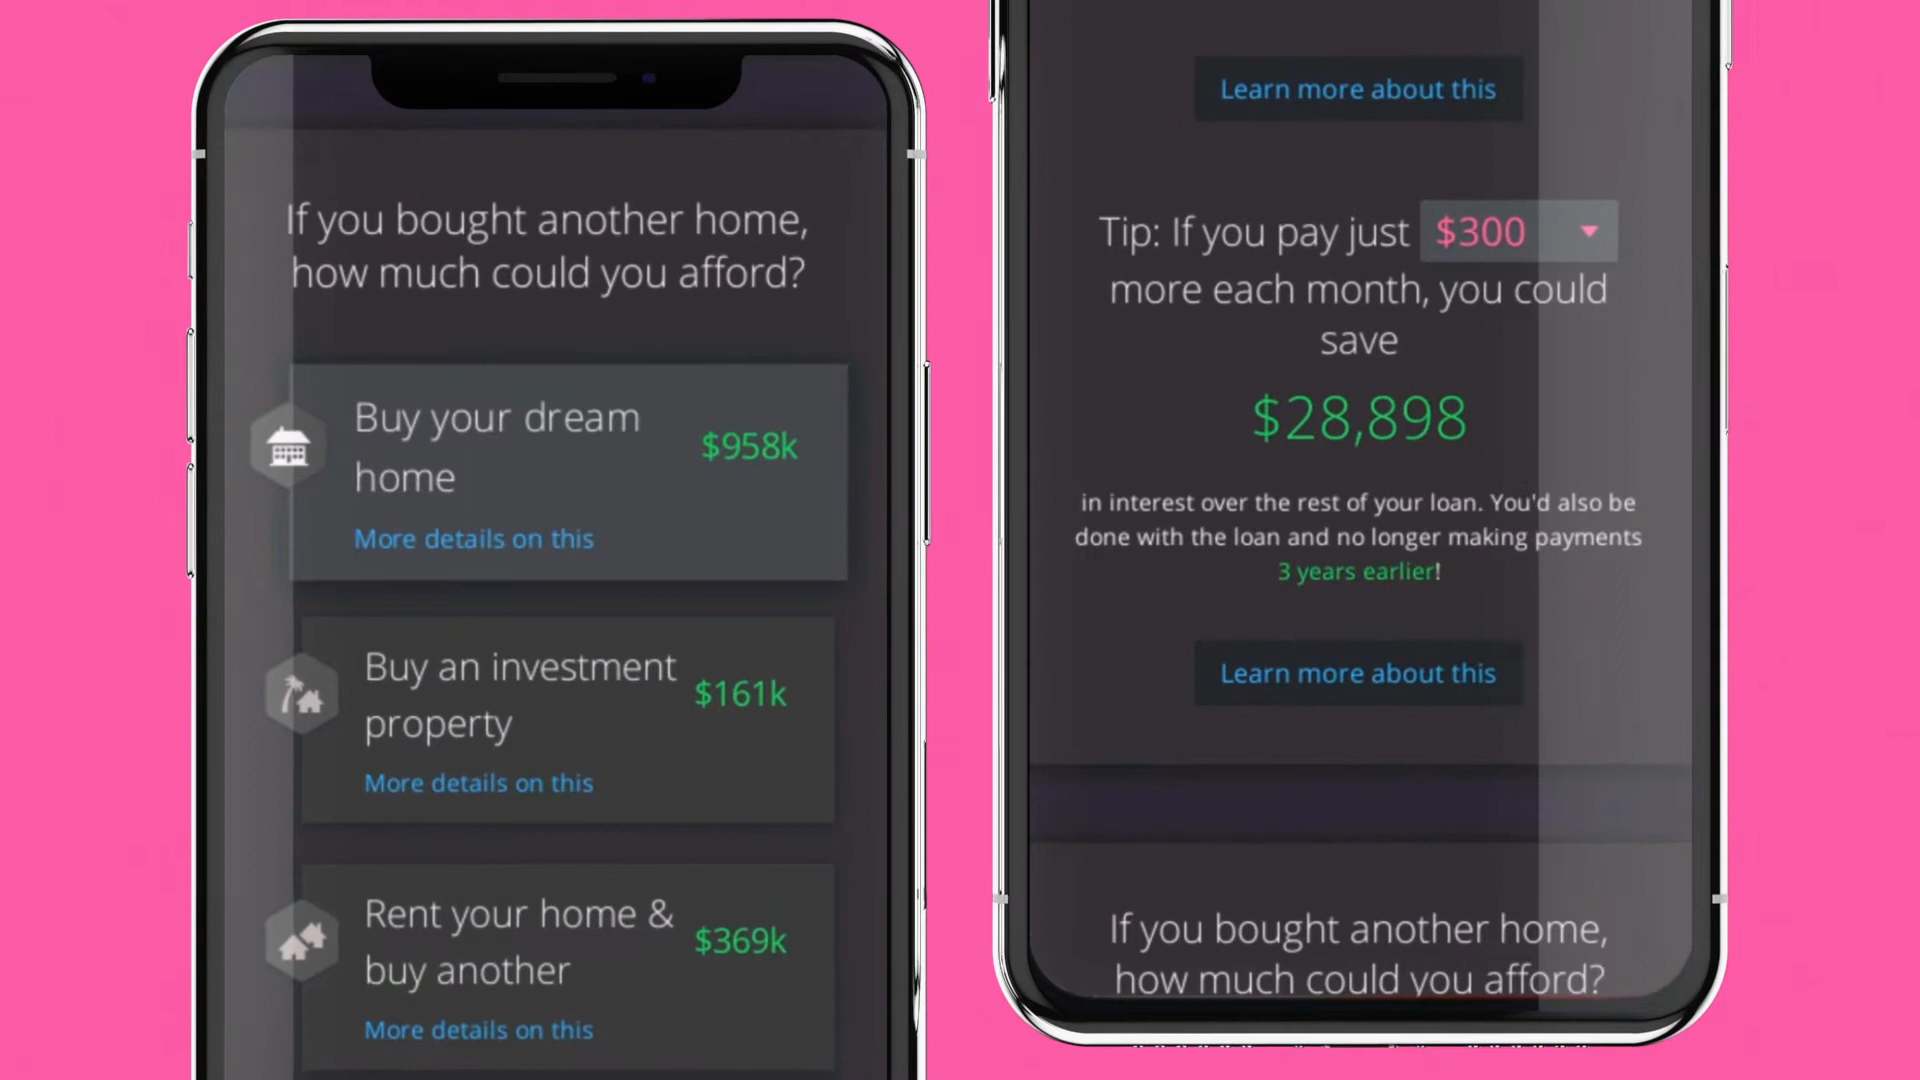 If you bought another home,
how much could you afford?
Buy your dream
home
$958k
More details on this
Buy an investment
property
$161k
More details on this
Rent your home &
buy another
$369k
More details on this
Learn more about this
Tip: If you pay just $300
more each month, you could
save
$28,898
in interest over the rest of your loan. You'd also be
done with the loan and no longer making payments
3 years earlier!
Learn more about this
If you bought another home,
how much could you afford?